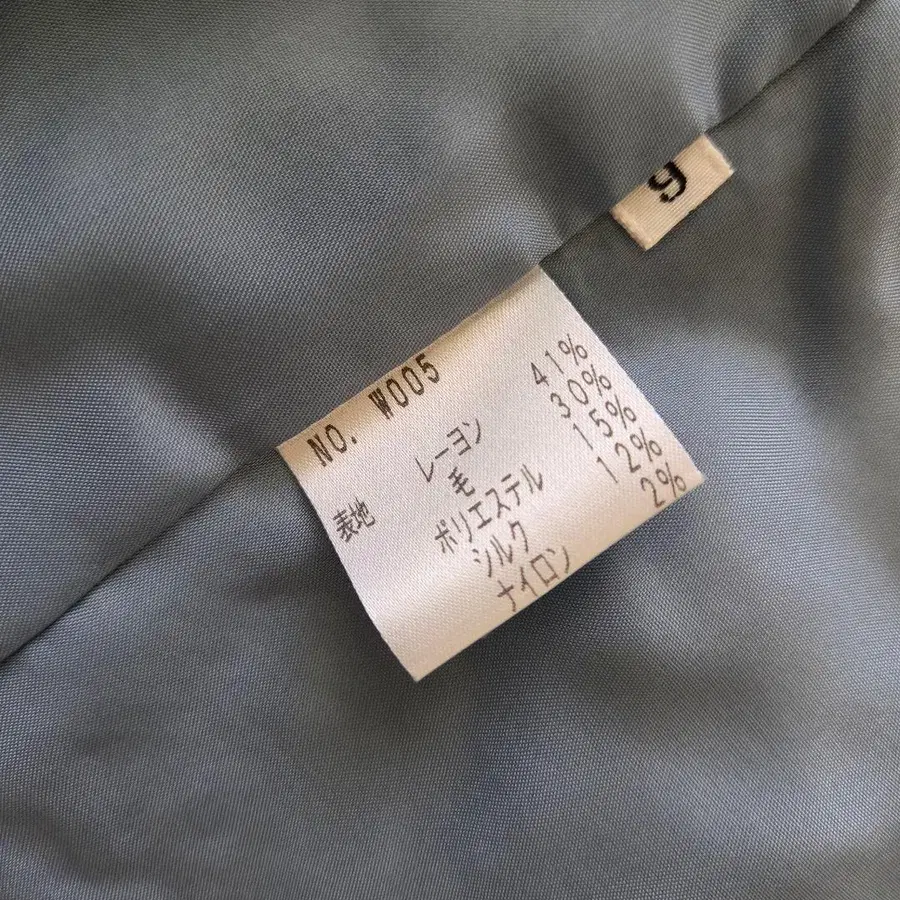 9
NO. W005
表地 レーヨン 41%
毛 30%
ポリエステル 15%
シルク 12%
ナイロン 2%